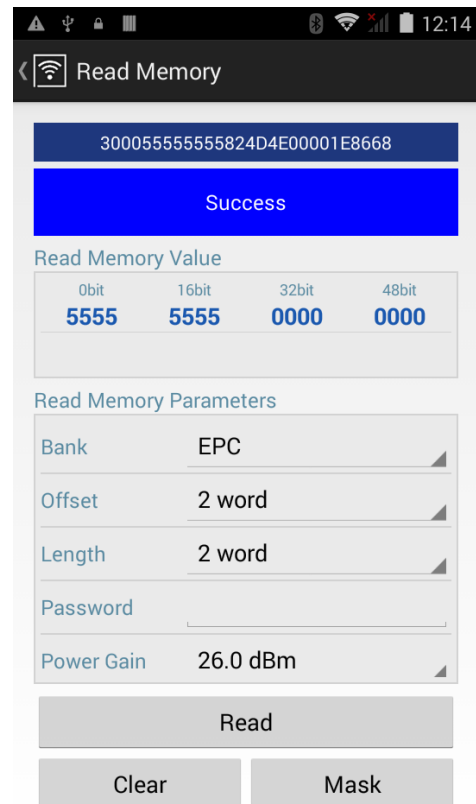 12:14
Read Memory
300055555555824D4E00001E8668
Success
Read Memory Value
0bit 16bit 32bit 48bit
5555 5555 0000 0000
Read Memory Parameters
Bank EPC
Offset 2 word
Length 2 word
Password
Power Gain 26.0 dBm
Read
Clear Mask